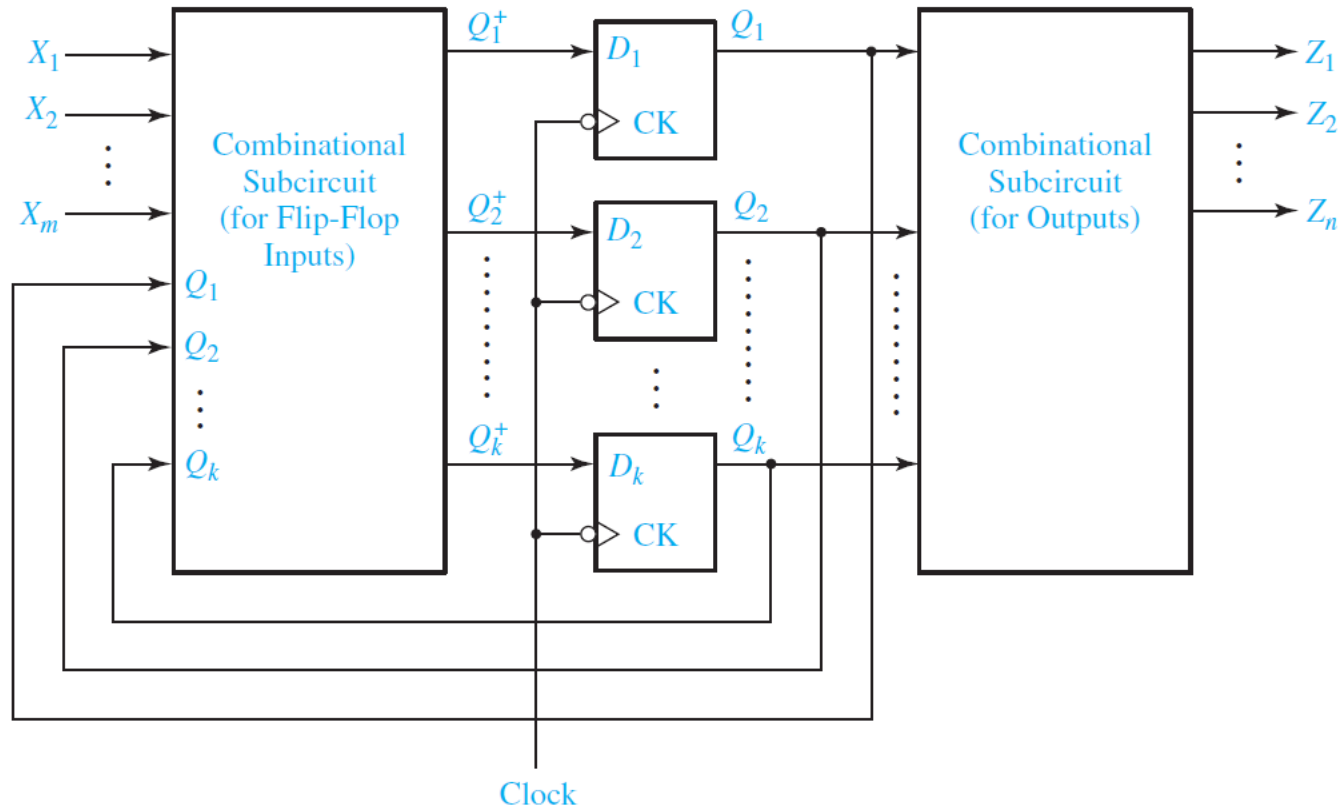 X₁
X₂
Xₘ
Combinational
Subcircuit
(for Flip-Flop
Inputs)
Q₁
Q₂
Qₖ
Q₁⁺
Q₂⁺
Qₖ⁺
D₁
CK
D₂
CK
Dₖ
CK
Q₁
Q₂
Qₖ
Combinational
Subcircuit
(for Outputs)
Z₁
Z₂
Zₙ
Clock